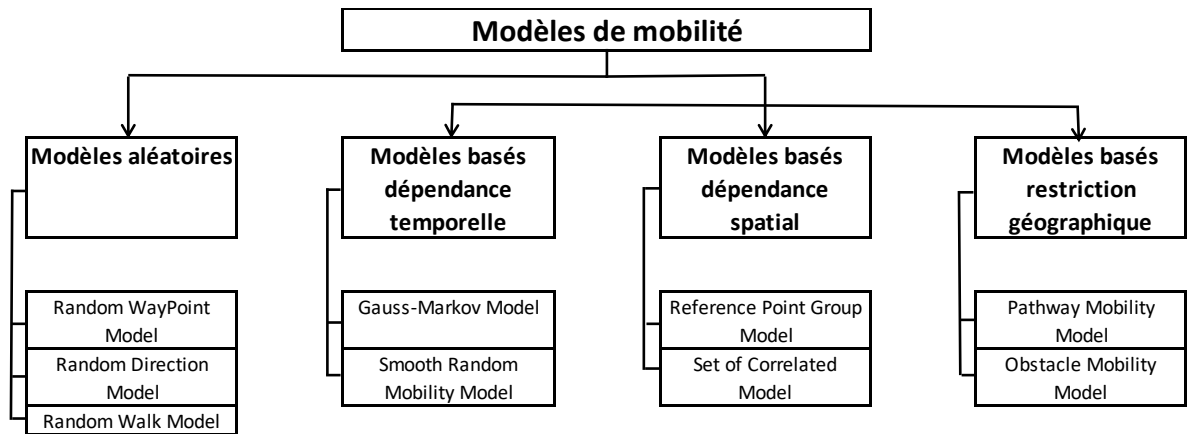 Modèles de mobilité
Modèles aléatoires
Modèles basés
dépendance
temporelle
Modèles basés
dépendance
spatial
Modèles basés
restriction
géographique
Random WayPoint
Model
Random Direction
Model
Random Walk Model
Gauss-Markov Model
Smooth Random
Mobility Model
Reference Point Group
Model
Set of Correlated
Model
Pathway Mobility
Model
Obstacle Mobility
Model